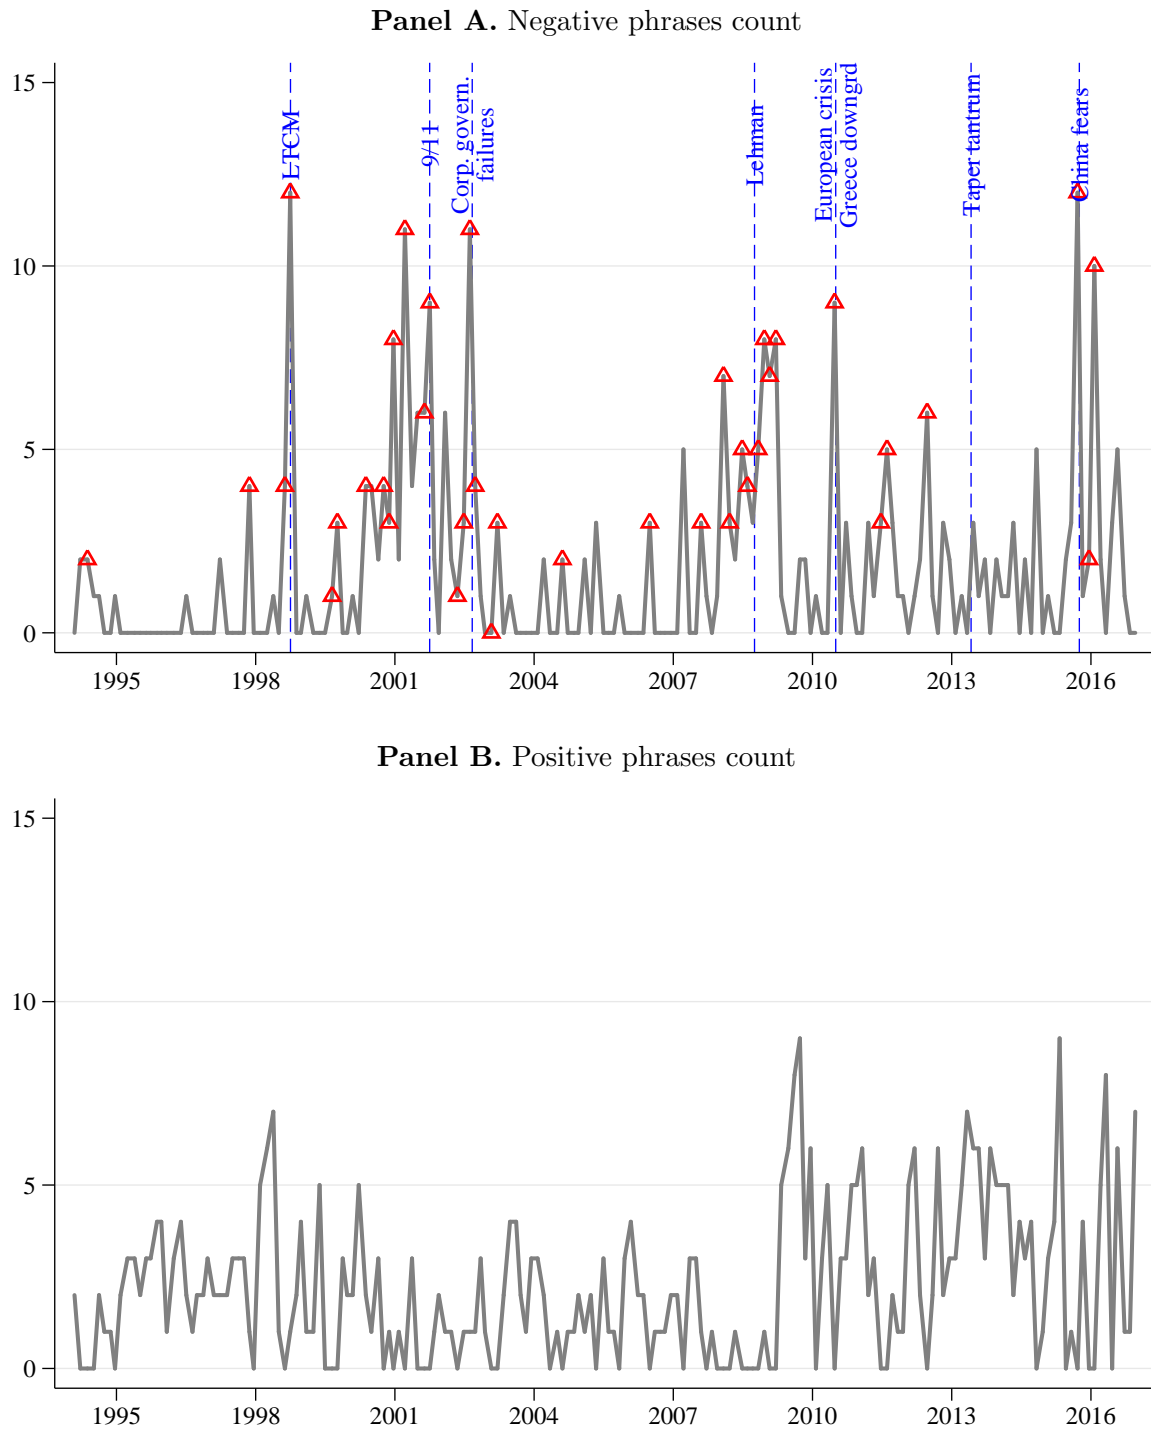 Panel A. Negative phrases count
15
10
5
0
LTCM
9/11
Corp. govern.
failures
Lehman
European crisis
Greece downgrd
Taper tantrum
China fears
1995 1998 2001 2004 2007 2010 2013 2016
Panel B. Positive phrases count
15
10
5
0
1995 1998 2001 2004 2007 2010 2013 2016